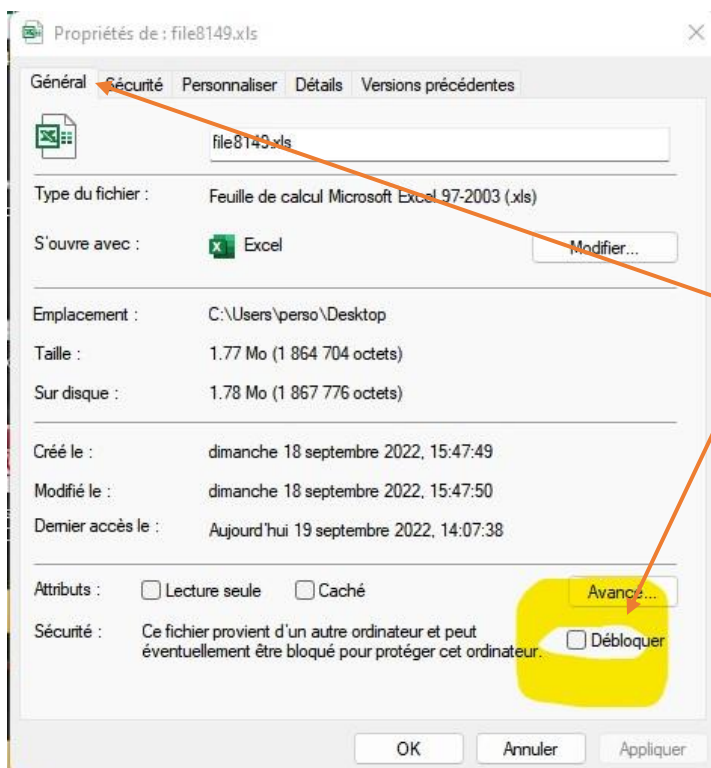 Propriétés de : file8149.xls
Général Sécurité Personnaliser Détails Versions précédentes
file8149.xls
Type du fichier : Feuille de calcul Microsoft Excel 97-2003 (.xls)
S'ouvre avec : Excel Modifier...
Emplacement : C:\Users\perso\Desktop
Taille : 1.77 Mo (1 864 704 octets)
Sur disque : 1.78 Mo (1 867 776 octets)
Créé le : dimanche 18 septembre 2022, 15:47:49
Modifié le : dimanche 18 septembre 2022, 15:47:50
Dernier accès le : Aujourd'hui 19 septembre 2022, 14:07:38
Attributs : Lecture seule Caché Avancé...
Sécurité : Ce fichier provient d'un autre ordinateur et peut
éventuellement être bloqué pour protéger cet ordinateur. Débloquer
OK Annuler Appliquer